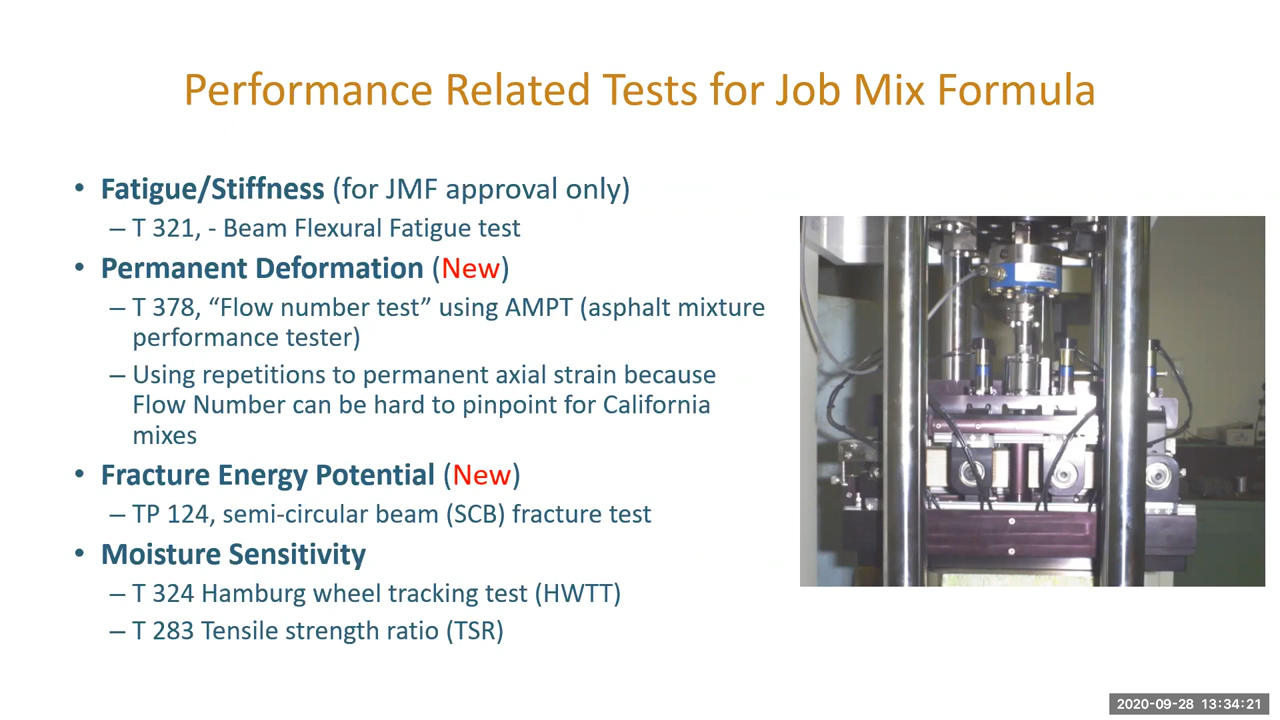 Performance Related Tests for Job Mix Formula
• Fatigue/Stiffness (for JMF approval only)
– T 321, - Beam Flexural Fatigue test
• Permanent Deformation (New)
– T 378, “Flow number test” using AMPT (asphalt mixture
performance tester)
– Using repetitions to permanent axial strain because
Flow Number can be hard to pinpoint for California
mixes
• Fracture Energy Potential (New)
– TP 124, semi-circular beam (SCB) fracture test
• Moisture Sensitivity
– T 324 Hamburg wheel tracking test (HWTT)
– T 283 Tensile strength ratio (TSR)
2020-09-28 13:34:21